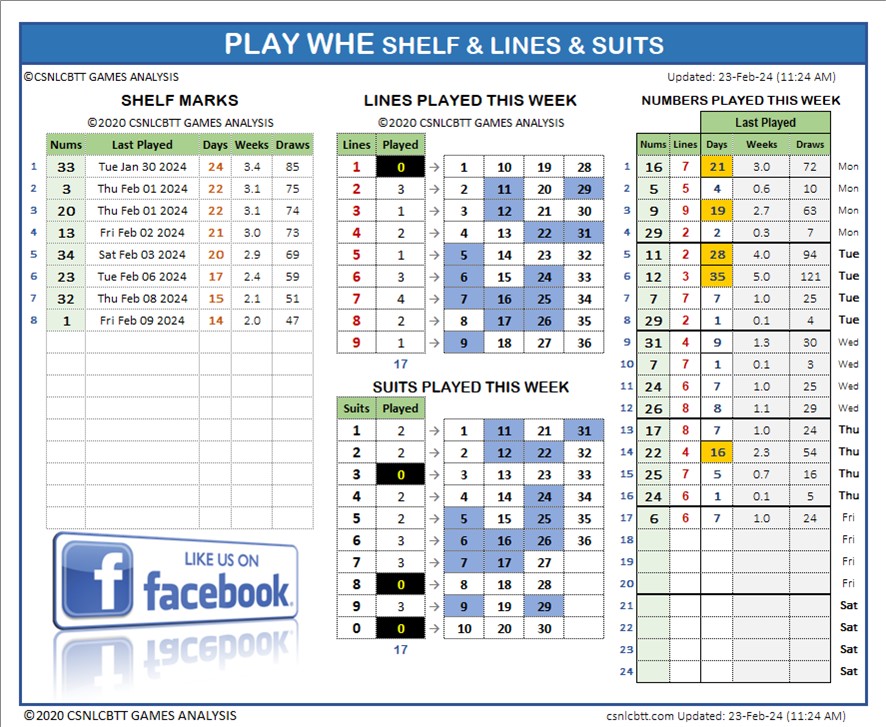 PLAY WHE SHELF & LINES & SUITS
©CSNLCBTT GAMES ANALYSIS
Updated: 23-Feb-24 (11:24 AM)
SHELF MARKS
©2020 CSNLCBTT GAMES ANALYSIS
Nums Last Played Days Weeks Draws
1 33 Tue Jan 30 2024 24 3.4 85
2 3 Thu Feb 01 2024 22 3.1 75
3 20 Thu Feb 01 2024 22 3.1 74
4 13 Fri Feb 02 2024 21 3.0 73
5 34 Sat Feb 03 2024 20 2.9 69
6 23 Tue Feb 06 2024 17 2.4 59
7 32 Thu Feb 08 2024 15 2.1 51
8 1 Fri Feb 09 2024 14 2.0 47
LIKE US ON
facebook
LINES PLAYED THIS WEEK
©2020 CSNLCBTT GAMES ANALYSIS
Lines Played
1 0 → 1 10 19 28
2 3 → 2 11 20 29
3 1 → 3 12 21 30
4 2 → 4 13 22 31
5 1 → 5 14 23 32
6 3 → 6 15 24 33
7 4 → 7 16 25 34
8 2 → 8 17 26 35
9 1 → 9 18 27 36
17
SUITS PLAYED THIS WEEK
Suits Played
1 2 → 1 11 21 31
2 2 → 2 12 22 32
3 0 → 3 13 23 33
4 2 → 4 14 24 34
5 2 → 5 15 25 35
6 3 → 6 16 26 36
7 3 → 7 17 27
8 0 → 8 18 28
9 3 → 9 19 29
0 0 → 10 20 30
17
NUMBERS PLAYED THIS WEEK
Last Played
Nums Lines Days Weeks Draws
1 16 7 21 3.0 72 Mon
2 5 5 4 0.6 10 Mon
3 9 9 19 2.7 63 Mon
4 29 2 2 0.3 7 Mon
5 11 2 28 4.0 94 Tue
6 12 3 35 5.0 121 Tue
7 7 7 7 1.0 25 Tue
8 29 2 1 0.1 4 Tue
9 31 4 9 1.3 30 Wed
10 7 7 1 0.1 3 Wed
11 24 6 7 1.0 25 Wed
12 26 8 8 1.1 29 Wed
13 17 8 7 1.0 24 Thu
14 22 4 16 2.3 54 Thu
15 25 7 5 0.7 16 Thu
16 24 6 1 0.1 5 Thu
17 6 6 7 1.0 24 Fri
18 Fri
19 Fri
20 Fri
21 Sat
22 Sat
23 Sat
24 Sat
©2020 CSNLCBTT GAMES ANALYSIS
csnlcbtt.com Updated: 23-Feb-24 (11:24 AM)